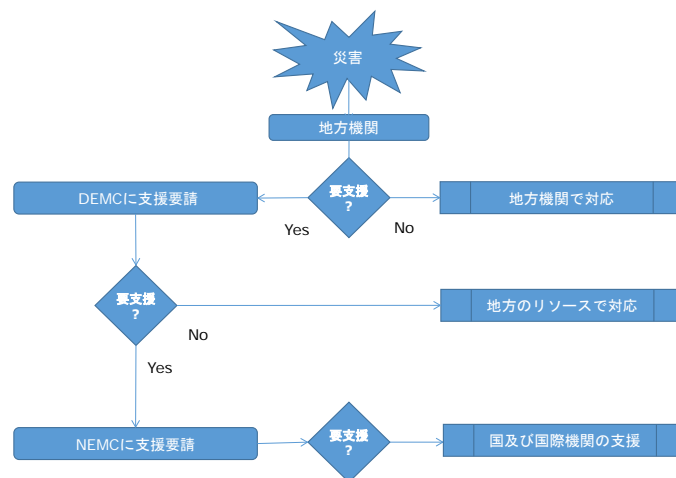 災害
地方機関
DEMCに支援要請
要支援
?
地方機関で対応
Yes
No
要支援
?
地方のリソースで対応
No
Yes
NEMCに支援要請
要支援
?
国及び国際機関の支援